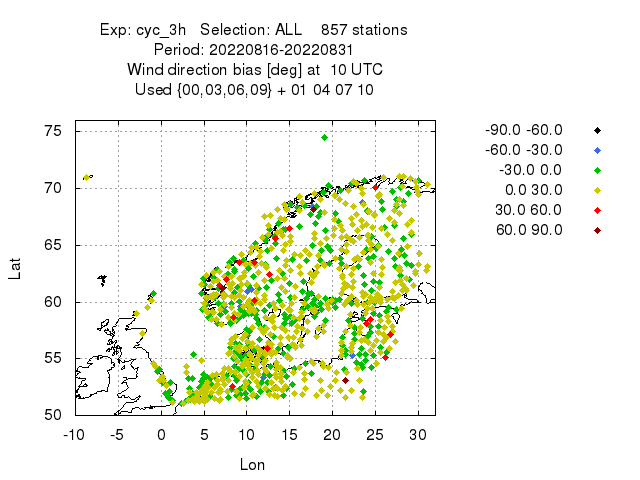 Exp: cyc_3h   Selection: ALL    857 stations
Period: 20220816-20220831
Wind direction bias [deg] at  10 UTC
Used {00,03,06,09} + 01 04 07 10
-90.0 -60.0
-60.0 -30.0
-30.0 0.0
0.0 30.0
30.0 60.0
60.0 90.0
75
70
65
60
55
50
Lat
-10 -5 0 5 10 15 20 25 30
Lon